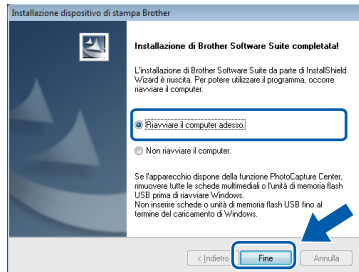 Installazione dispositivo di stampa Brother
Installazione di Brother Software Suite completata!
L'installazione di Brother Software Suite da parte di InstallShield
Wizard è riuscita. Per potere utilizzare il programma, occorre
riavviare il computer.
Riavviare il computer adesso.
Non riavviare il computer.
Se l'apparecchio dispone della funzione PhotoCapture Center,
rimuovere tutte le schede multimediali o l'unità di memoria flash
USB prima di riavviare Windows.
Non inserire schede o unità di memoria flash USB fino al
termine del caricamento di Windows.
< Indietro Fine Annulla